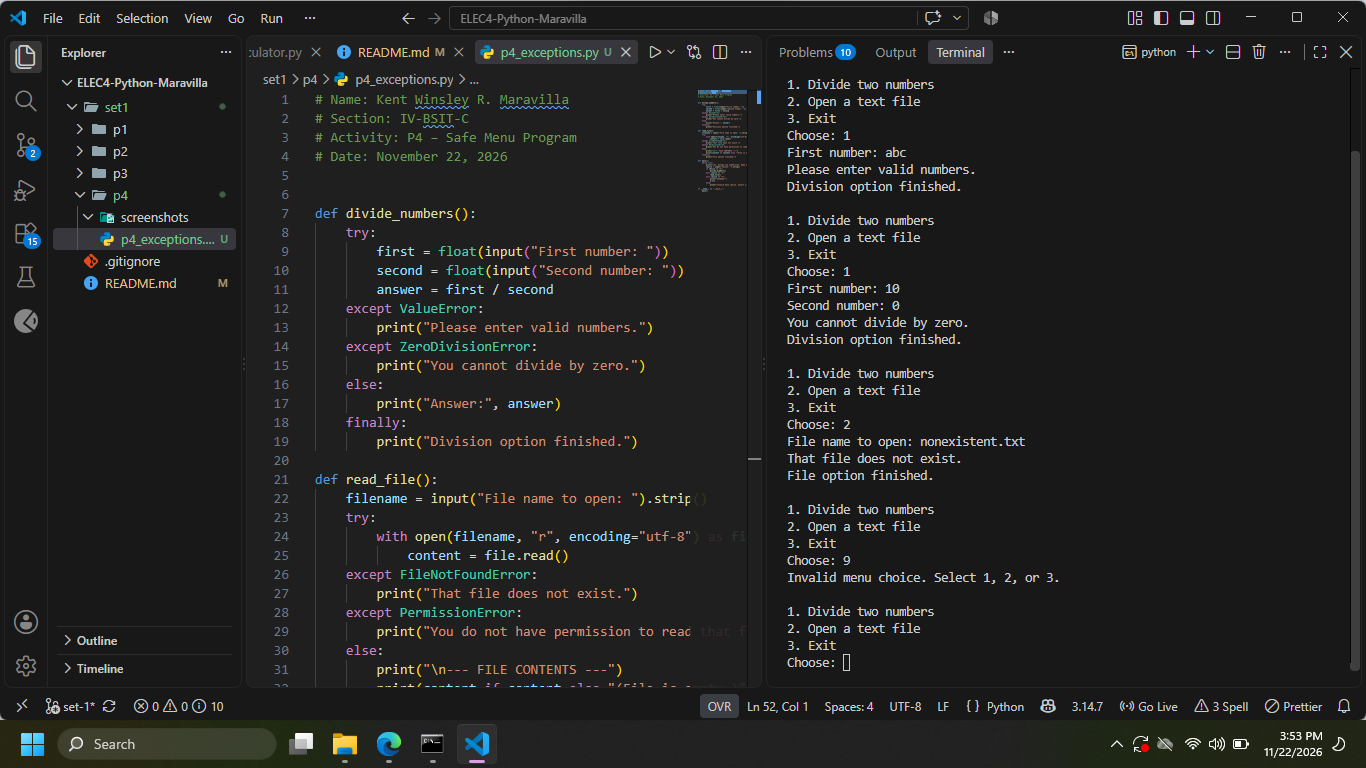 File Edit Selection View Go Run ···
ELEC4-Python-Maravilla
Explorer
ELEC4-Python-Maravilla
set1
p1
p2
p3
p4
screenshots
p4_exceptions.... U
.gitignore
README.md M
Outline
Timeline
2
15
ulator.py
README.md M
p4_exceptions.py U
set1 > p4 > p4_exceptions.py > ...
1 # Name: Kent Winsley R. Maravilla
2 # Section: IV-BSIT-C
3 # Activity: P4 – Safe Menu Program
4 # Date: November 22, 2026
5
6
7 def divide_numbers():
8 try:
9 first = float(input("First number: "))
10 second = float(input("Second number: "))
11 answer = first / second
12 except ValueError:
13 print("Please enter valid numbers.")
14 except ZeroDivisionError:
15 print("You cannot divide by zero.")
16 else:
17 print("Answer:", answer)
18 finally:
19 print("Division option finished.")
20
21 def read_file():
22 filename = input("File name to open: ").strip()
23 try:
24 with open(filename, "r", encoding="utf-8") as fi
25 content = file.read()
26 except FileNotFoundError:
27 print("That file does not exist.")
28 except PermissionError:
29 print("You do not have permission to read that f
30 else:
31 print("\n--- FILE CONTENTS ---")
Problems 10 Output Terminal ···
python
1. Divide two numbers
2. Open a text file
3. Exit
Choose: 1
First number: abc
Please enter valid numbers.
Division option finished.
1. Divide two numbers
2. Open a text file
3. Exit
Choose: 1
First number: 10
Second number: 0
You cannot divide by zero.
Division option finished.
1. Divide two numbers
2. Open a text file
3. Exit
Choose: 2
File name to open: nonexistent.txt
That file does not exist.
File option finished.
1. Divide two numbers
2. Open a text file
3. Exit
Choose: 9
Invalid menu choice. Select 1, 2, or 3.
1. Divide two numbers
2. Open a text file
3. Exit
Choose:
set-1* 0 0 10
OVR Ln 52, Col 1 Spaces: 4 UTF-8 LF { } Python 3.14.7 Go Live 3 Spell Prettier
Search
3:53 PM
11/22/2026